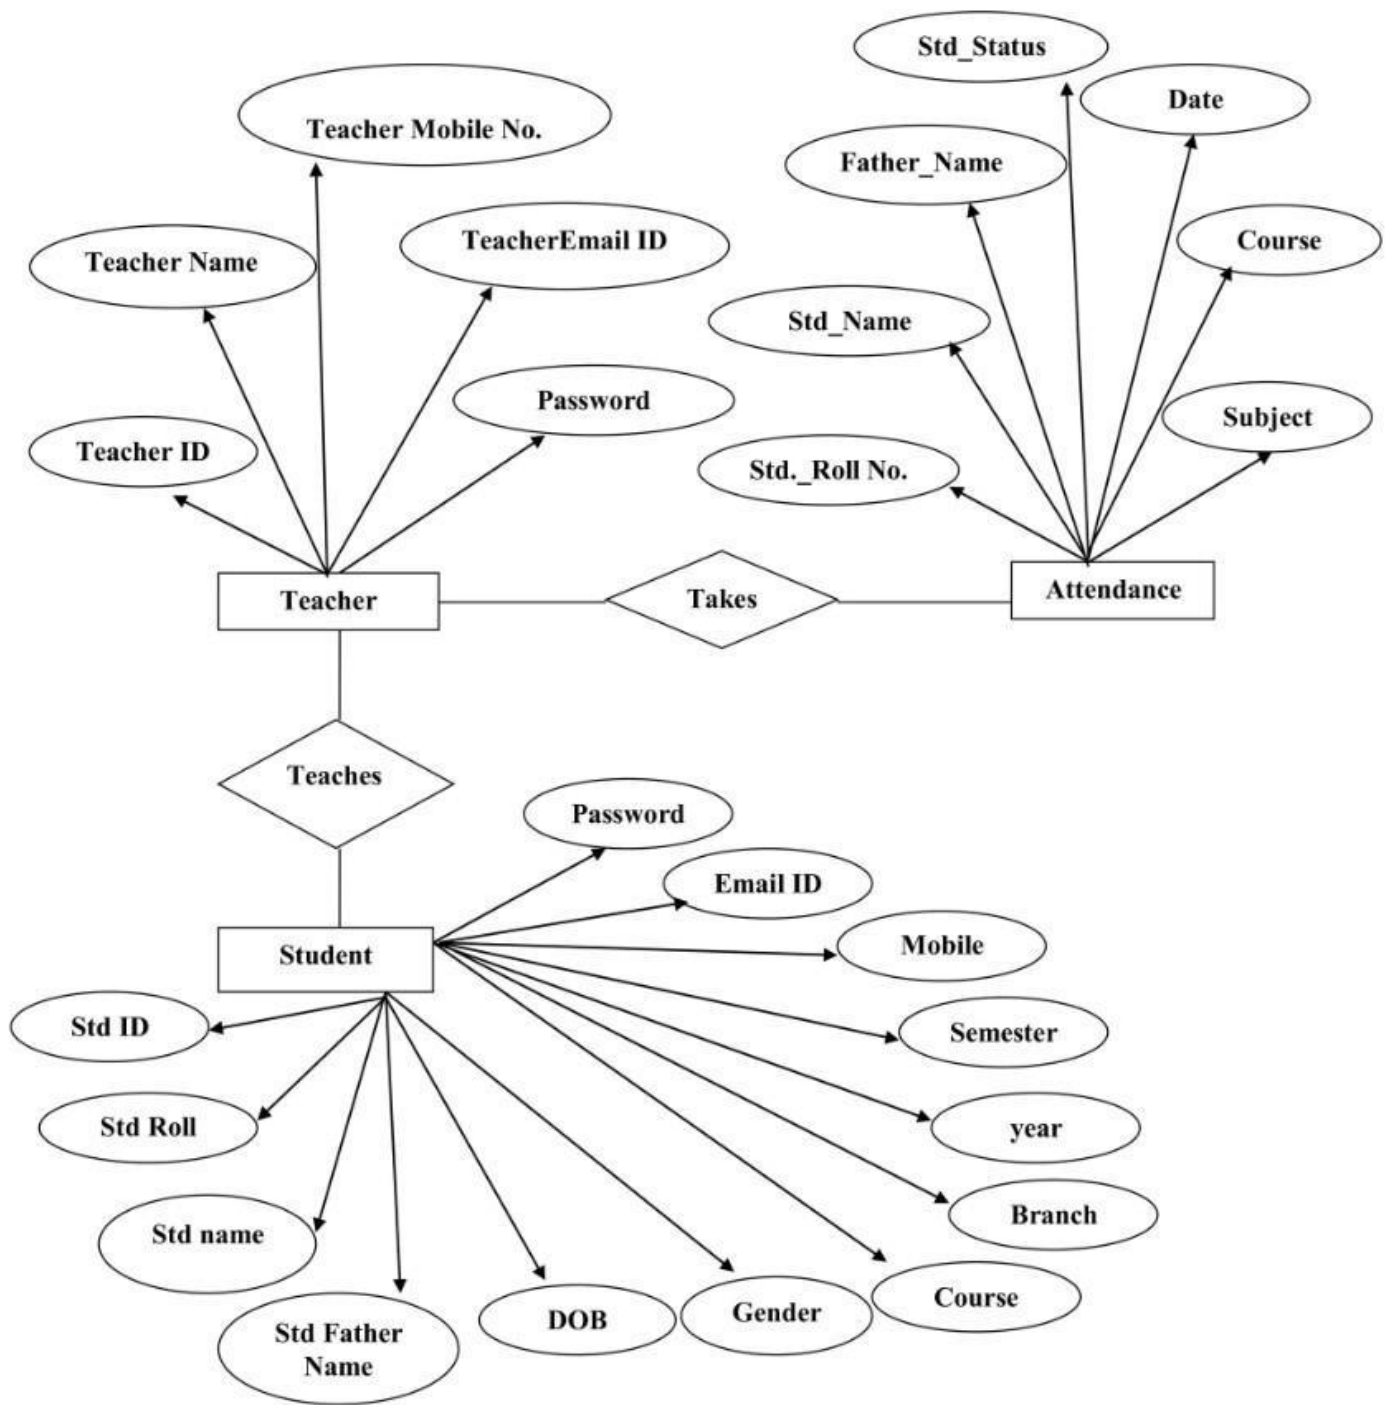 Std_Status
Date
Teacher Mobile No.
Father_Name
TeacherEmail ID
Course
Teacher Name
Std_Name
Password
Subject
Teacher ID
Std._Roll No.
Teacher
Takes
Attendance
Teaches
Password
Email ID
Mobile
Student
Std ID
Semester
Std Roll
year
Branch
Std name
Course
Gender
DOB
Std Father
Name